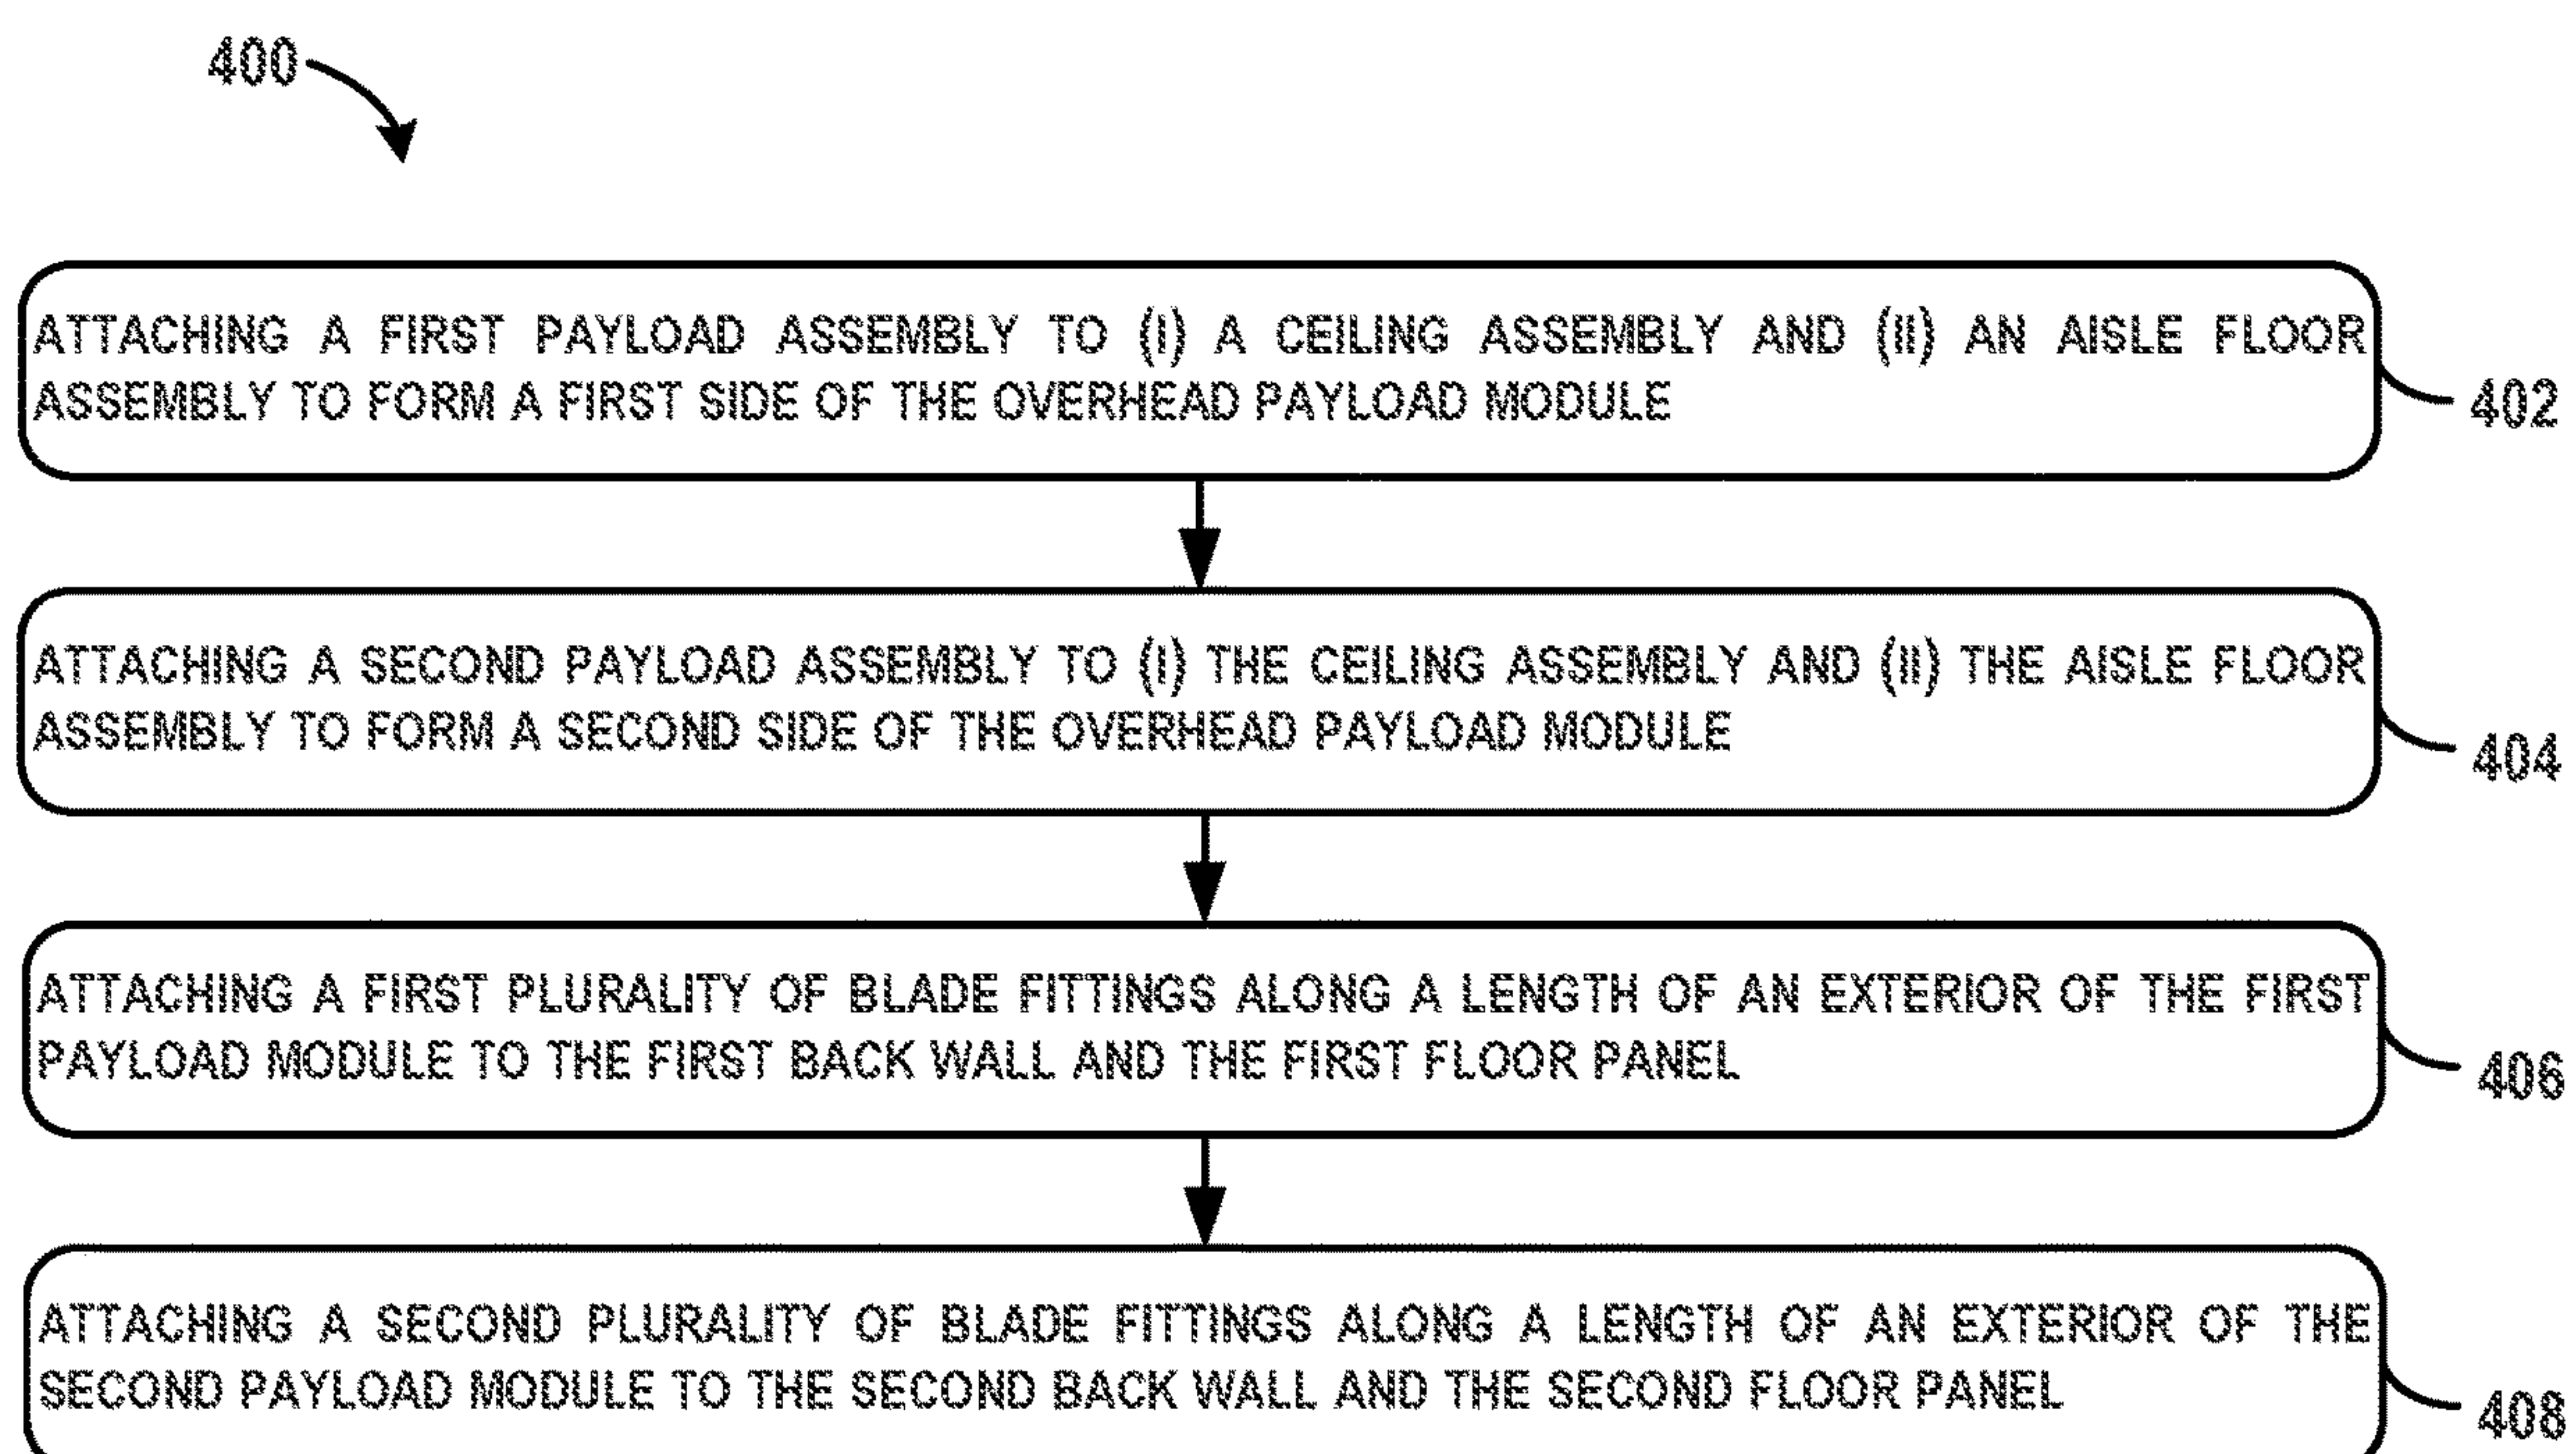 400
ATTACHING A FIRST PAYLOAD ASSEMBLY TO (I) A CEILING ASSEMBLY AND (II) AN AISLE FLOOR
ASSEMBLY TO FORM A FIRST SIDE OF THE OVERHEAD PAYLOAD MODULE
402
ATTACHING A SECOND PAYLOAD ASSEMBLY TO (I) THE CEILING ASSEMBLY AND (II) THE AISLE FLOOR
ASSEMBLY TO FORM A SECOND SIDE OF THE OVERHEAD PAYLOAD MODULE
404
ATTACHING A FIRST PLURALITY OF BLADE FITTINGS ALONG A LENGTH OF AN EXTERIOR OF THE FIRST
PAYLOAD MODULE TO THE FIRST BACK WALL AND THE FIRST FLOOR PANEL
406
ATTACHING A SECOND PLURALITY OF BLADE FITTINGS ALONG A LENGTH OF AN EXTERIOR OF THE
SECOND PAYLOAD MODULE TO THE SECOND BACK WALL AND THE SECOND FLOOR PANEL
408